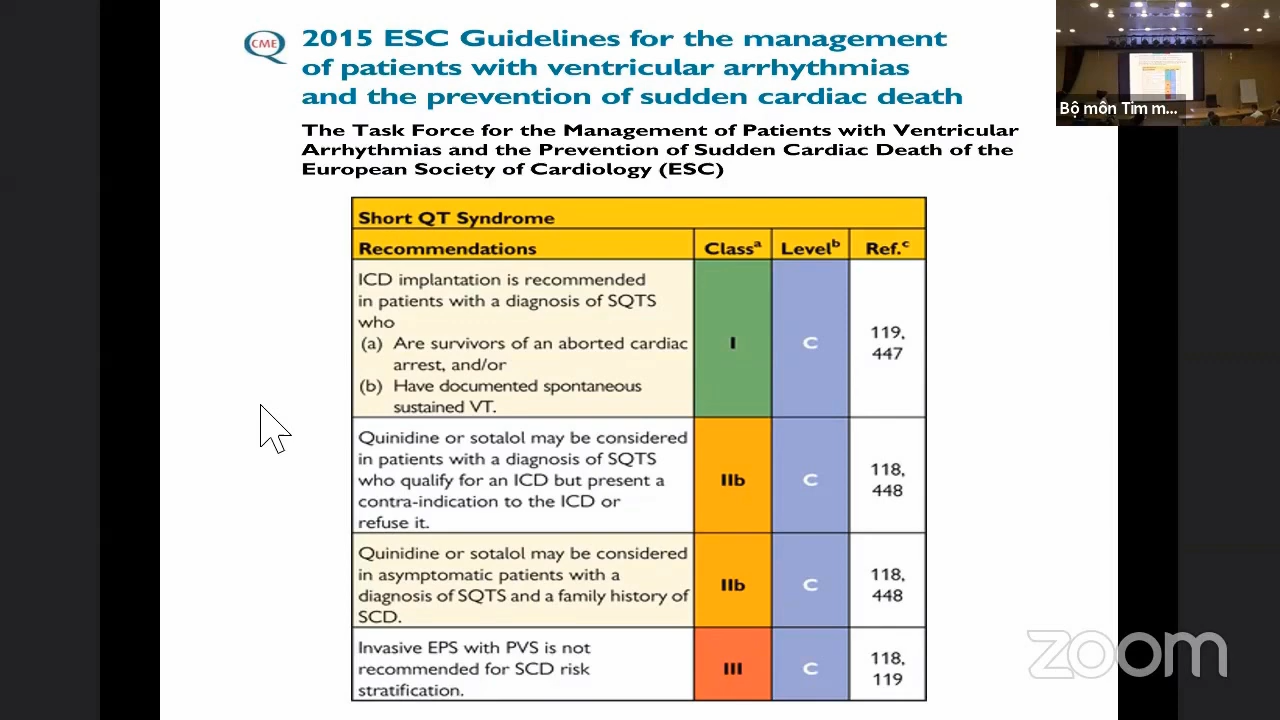 CME
2015 ESC Guidelines for the management
of patients with ventricular arrhythmias
and the prevention of sudden cardiac death
The Task Force for the Management of Patients with Ventricular
Arrhythmias and the Prevention of Sudden Cardiac Death of the
European Society of Cardiology (ESC)
Bộ môn Tim m...
Short QT Syndrome
Recommendations Classᵃ Levelᵇ Ref.ᶜ
ICD implantation is recommended
in patients with a diagnosis of SQTS
who
(a) Are survivors of an aborted cardiac
arrest, and/or
(b) Have documented spontaneous
sustained VT.
I
C
119,
447
Quinidine or sotalol may be considered
in patients with a diagnosis of SQTS
who qualify for an ICD but present a
contra-indication to the ICD or
refuse it.
IIb
C
118,
448
Quinidine or sotalol may be considered
in asymptomatic patients with a
diagnosis of SQTS and a family history of
SCD.
IIb
C
118,
448
Invasive EPS with PVS is not
recommended for SCD risk
stratification.
III
C
118,
119
zoom